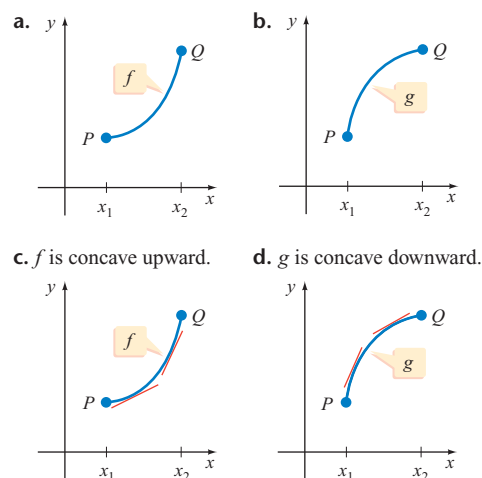 a.
y
Q
f
P
x₁
x₂
x
b.
y
Q
g
P
x₁
x₂
x
c. f is concave upward.
y
Q
f
P
x₁
x₂
x
d. g is concave downward.
y
Q
g
P
x₁
x₂
x